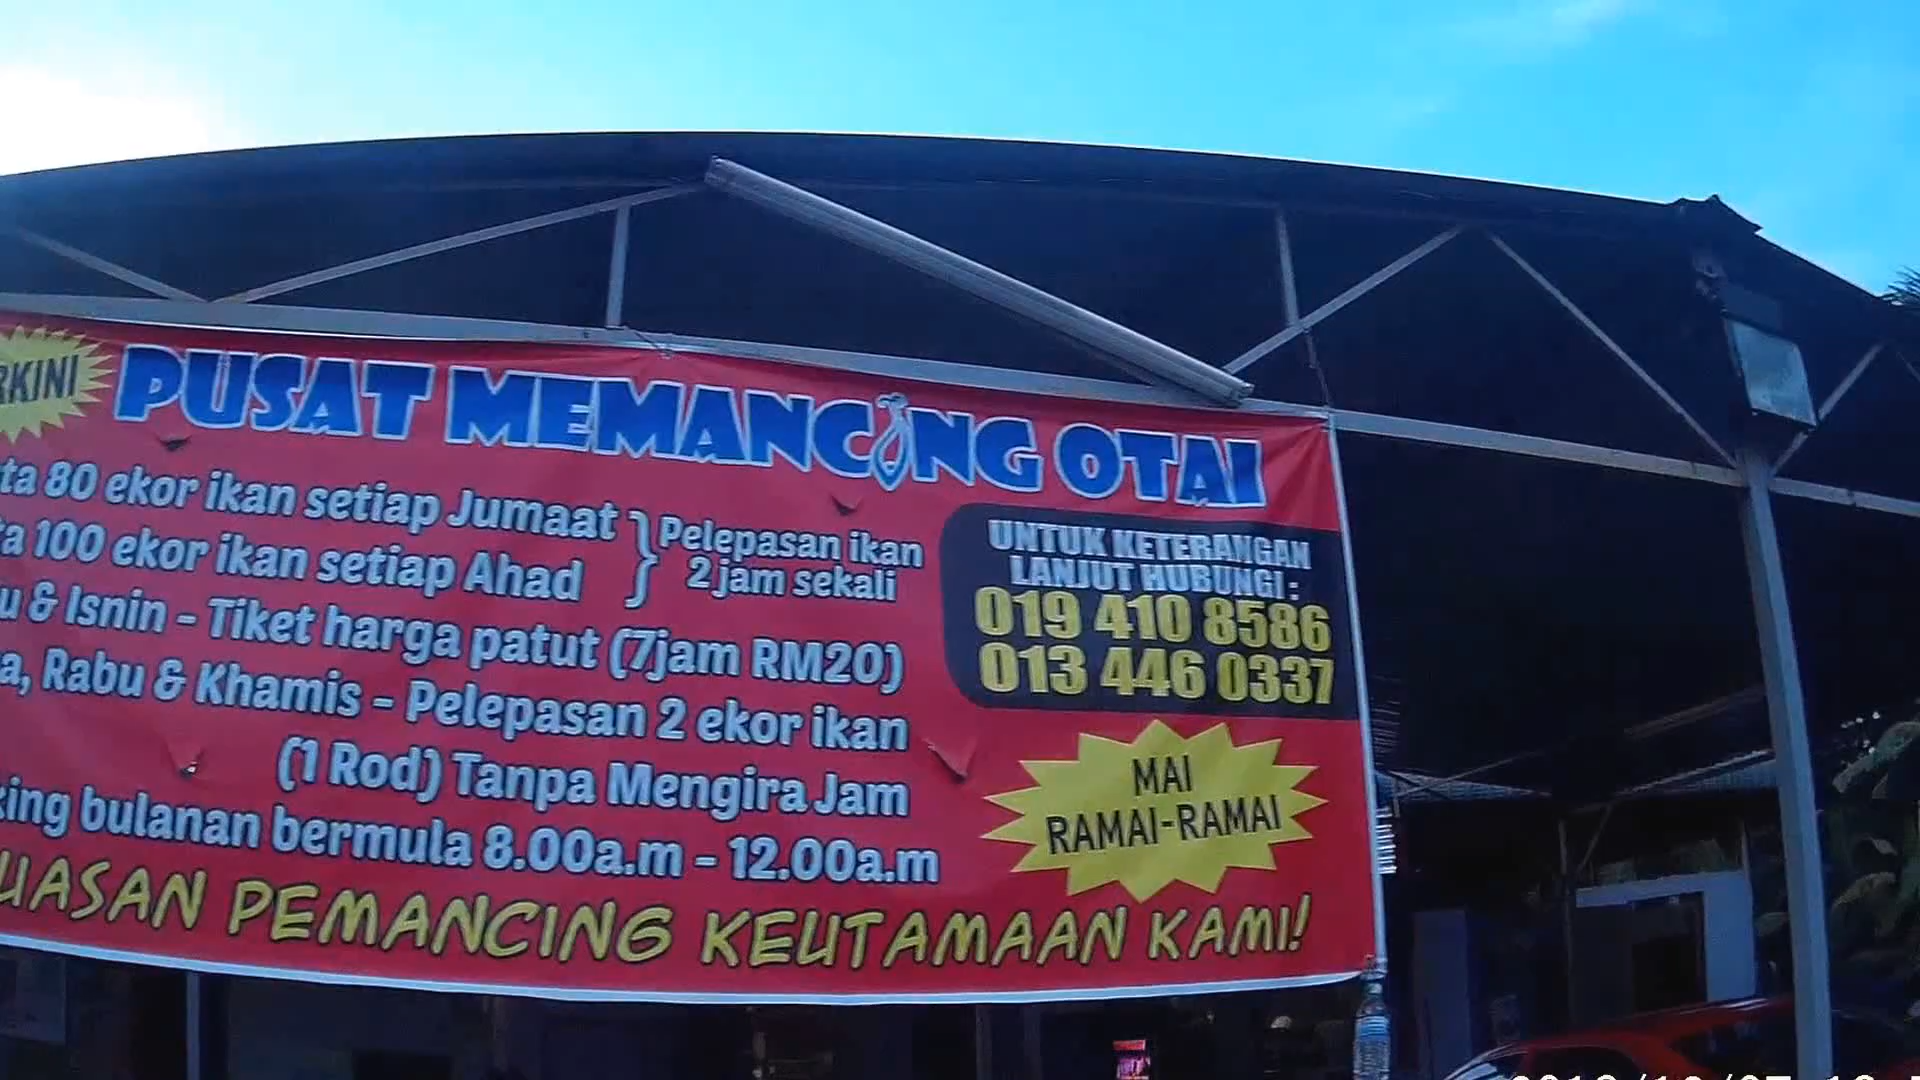 PUSAT MEMANCING OTAI
80 ekor ikan setiap Jumaat
100 ekor ikan setiap Ahad
Pelepasan ikan
2 jam sekali
& Isnin - Tiket harga patut (7jam RM20)
Rabu & Khamis - Pelepasan 2 ekor ikan
(1 Rod) Tanpa Mengira Jam
bulanan bermula 8.00a.m - 12.00a.m
PEMANCING KEUTAMAAN KAMI!
UNTUK KETERANGAN
LANJUT HUBUNGI :
019 410 8586
013 446 0337
MAI
RAMAI-RAMAI